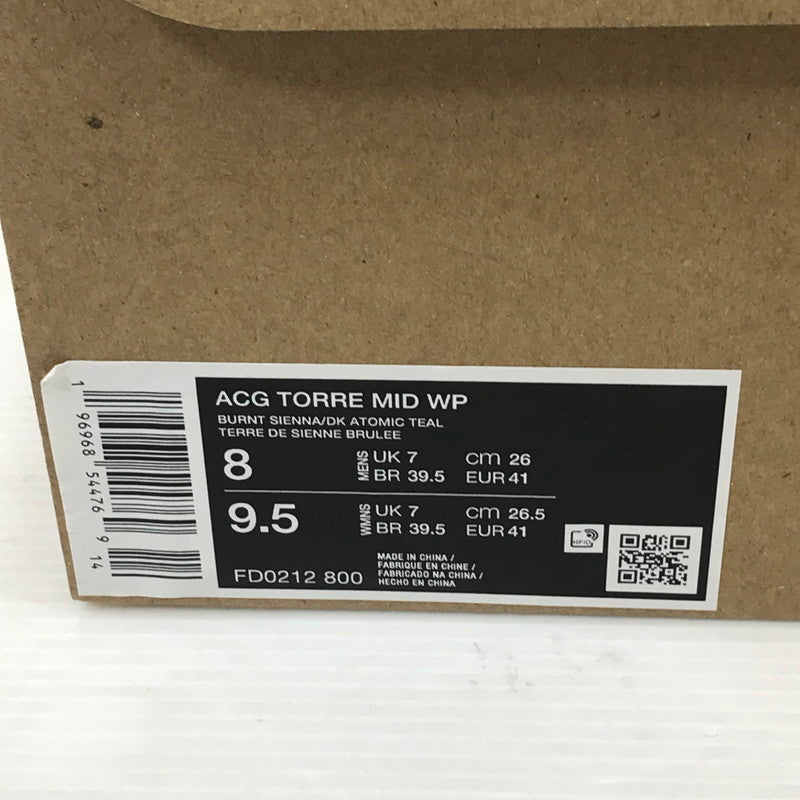 ACG TORRE MID WP
BURNT SIENNA/DK ATOMIC TEAL
TERRE DE SIENNE BRULEE
8 MENS UK 7 cm 26
BR 39.5 EUR 41
9.5 WMNS UK 7 cm 26.5
BR 39.5 EUR 41
FD0212 800
MADE IN CHINA /
FABRIQUE EN CHINE /
FABRICADO NA CHINA /
HECHO EN CHINA
RFID
1 96968 54476 9 14